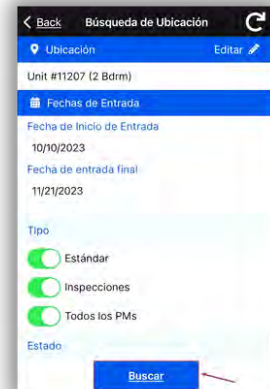 Back Búsqueda de Ubicación
Ubicación Editar
Unit #11207 (2 Bdrm)
Fechas de Entrada
Fecha de Inicio de Entrada
10/10/2023
Fecha de entrada final
11/21/2023
Tipo
Estándar
Inspecciones
Todos los PMs
Estado
Buscar